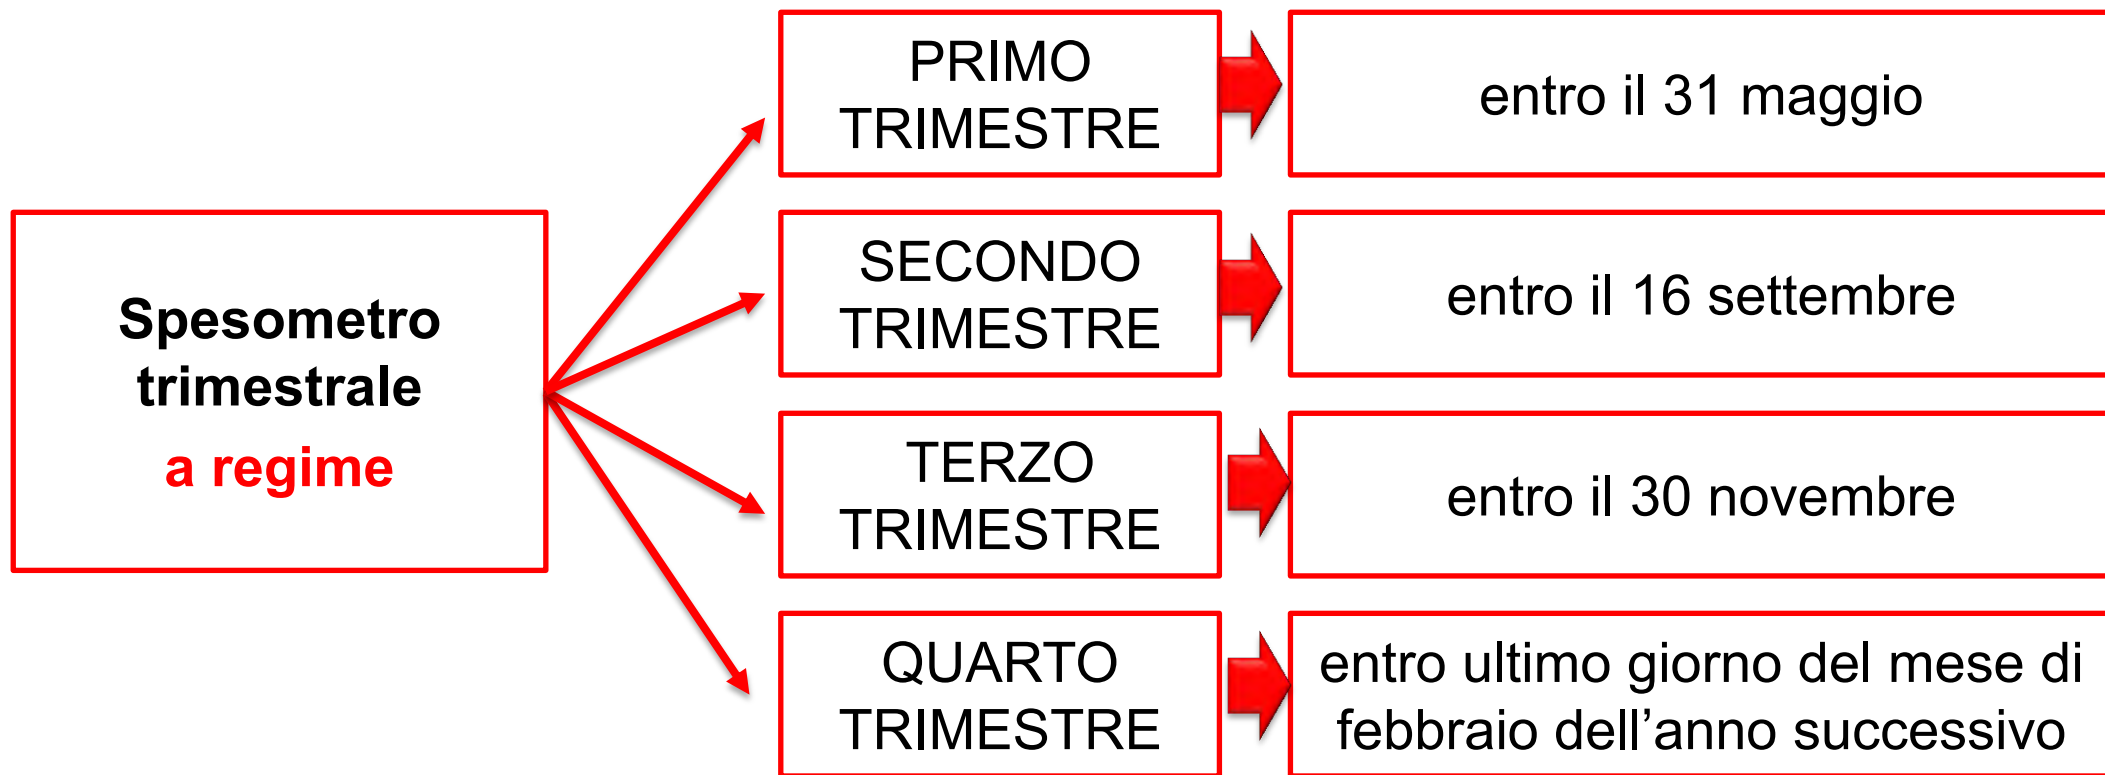 Spesometro
trimestrale
a regime
PRIMO
TRIMESTRE
entro il 31 maggio
SECONDO
TRIMESTRE
entro il 16 settembre
TERZO
TRIMESTRE
entro il 30 novembre
QUARTO
TRIMESTRE
entro ultimo giorno del mese di
febbraio dell’anno successivo